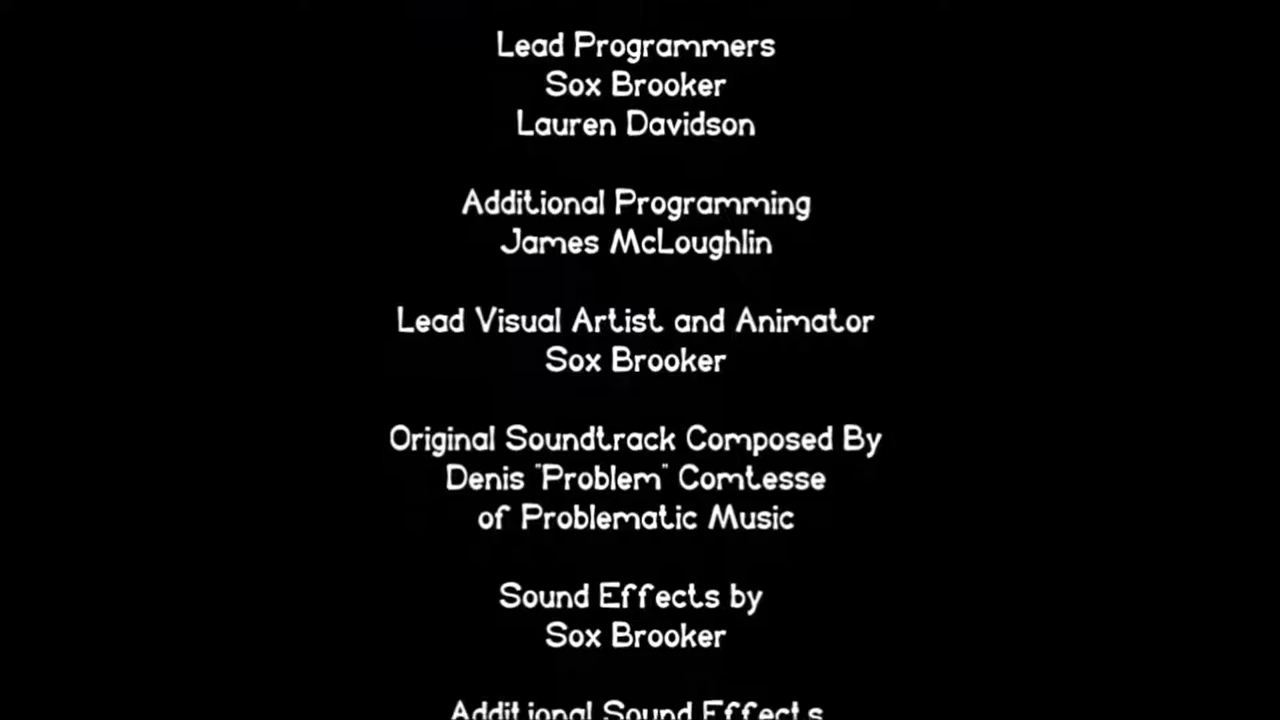 Lead Programmers
Sox Brooker
Lauren Davidson
Additional Programming
James McLoughlin
Lead Visual Artist and Animator
Sox Brooker
Original Soundtrack Composed By
Denis "Problem" Comtesse
of Problematic Music
Sound Effects by
Sox Brooker
Additional Sound Effects